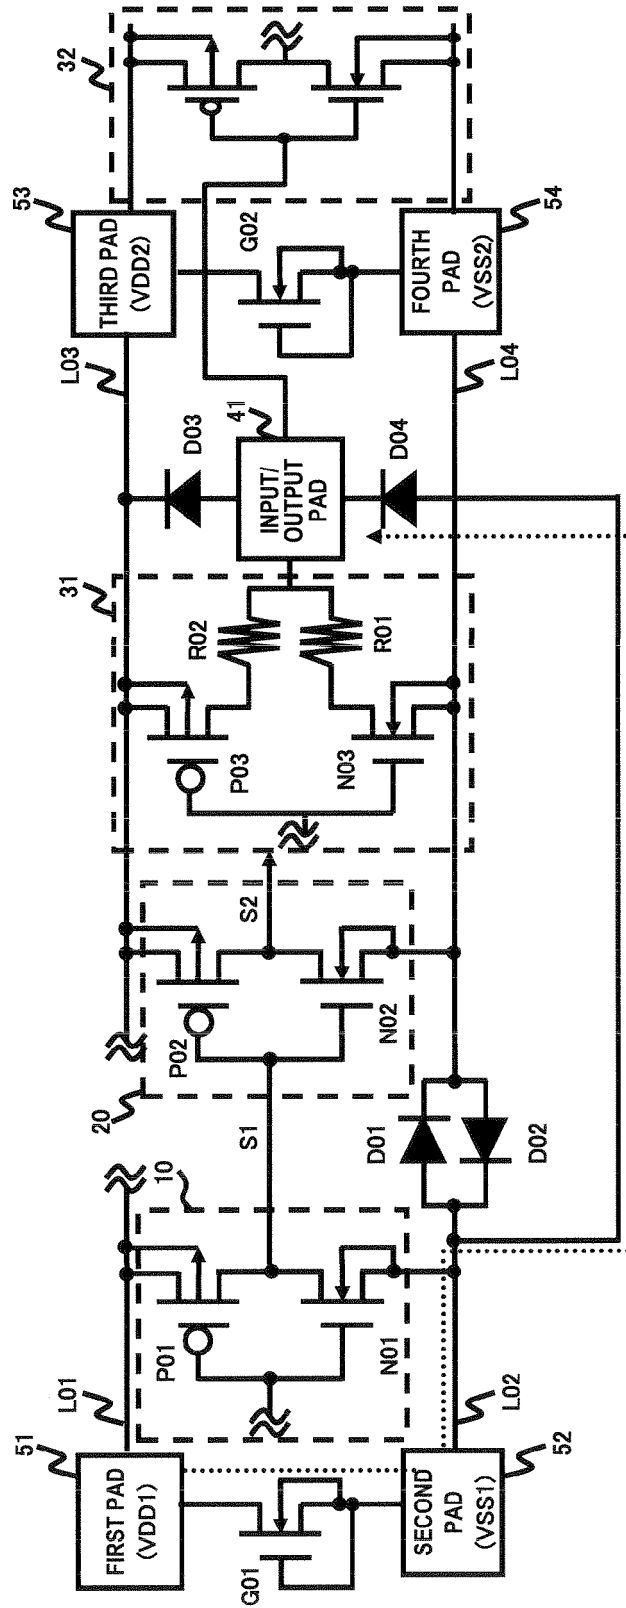 51
FIRST PAD
(VDD1)
G01
SECOND
PAD
(VSS1)
52
L01
L02
10
P01
N01
S1
D01
D02
20
P02
N02
S2
31
P03
N03
R02
R01
L03
D03
41
INPUT/
OUTPUT
PAD
D04
L04
53
THIRD PAD
(VDD2)
G02
FOURTH
PAD
(VSS2)
54
32